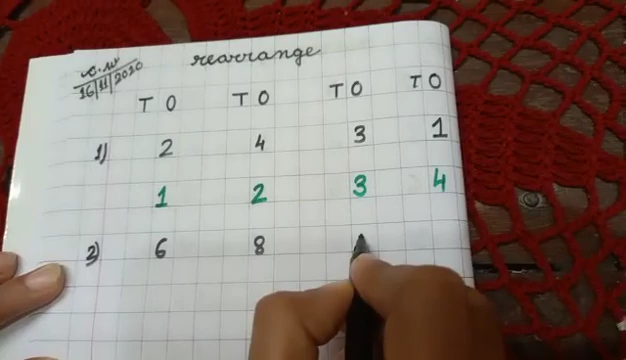 C.W rearrange
16/11/2020
T O T O T O T O
1) 2 4 3 1
1 2 3 4
2) 6 8